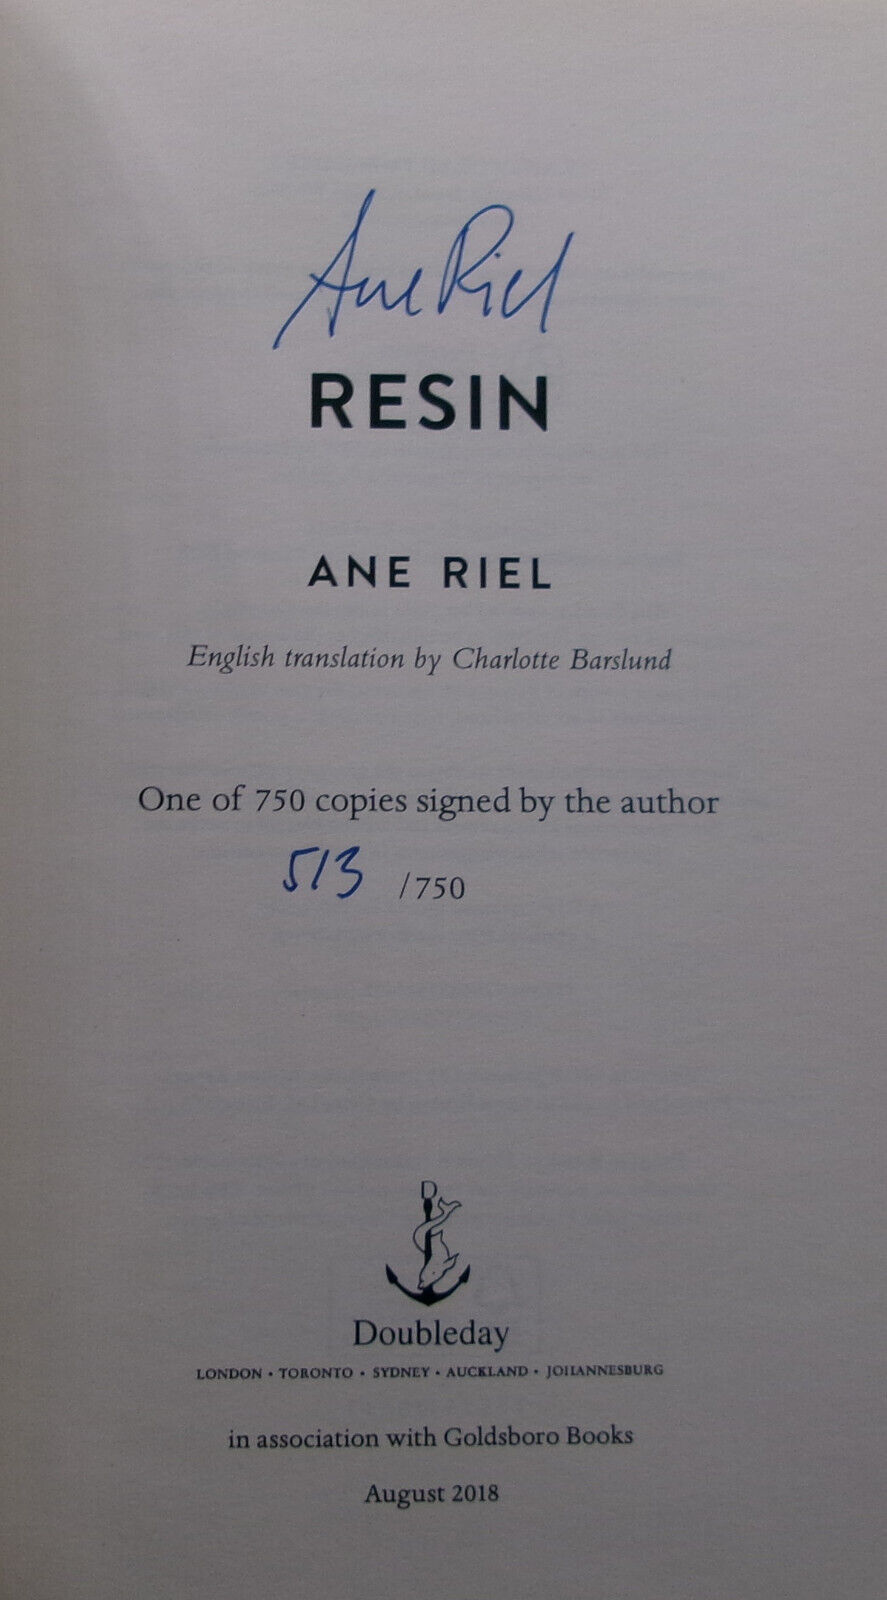 Ane Riel
RESIN
ANE RIEL
English translation by Charlotte Barslund
One of 750 copies signed by the author
513 /750
D
Doubleday
LONDON • TORONTO • SYDNEY • AUCKLAND • JOHANNESBURG
in association with Goldsboro Books
August 2018